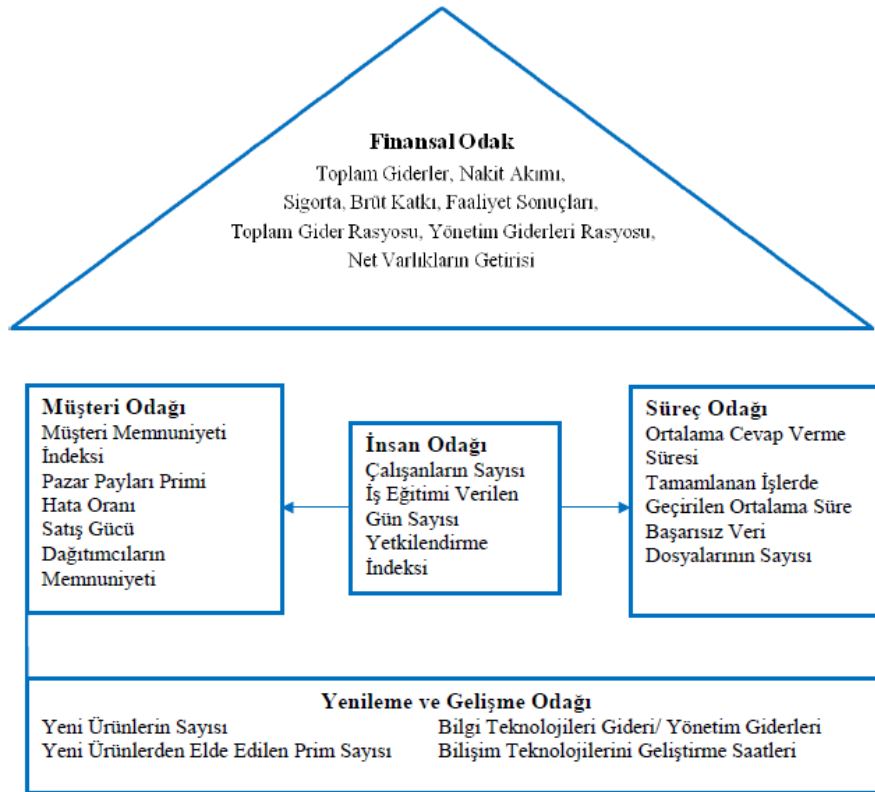 Finansal Odak
Toplam Giderler, Nakit Akımı,
Sigorta, Brüt Katkı, Faaliyet Sonuçları,
Toplam Gider Rasyosu, Yönetim Giderleri Rasyosu,
Net Varlıkların Getirisi
Müşteri Odağı
Müşteri Memnuniyeti
İndeksi
Pazar Payları Primi
Hata Oranı
Satış Gücü
Dağıtımcıların
Memnuniyeti
İnsan Odağı
Çalışanların Sayısı
İş Eğitimi Verilen
Gün Sayısı
Yetkilendirme
İndeksi
Süreç Odağı
Ortalama Cevap Verme
Süresi
Tamamlanan İşlerde
Geçirilen Ortalama Süre
Başarısız Veri
Dosyalarının Sayısı
Yenileme ve Gelişme Odağı
Yeni Ürünlerin Sayısı
Yeni Ürünlerden Elde Edilen Prim Sayısı
Bilgi Teknolojileri Gideri/ Yönetim Giderleri
Bilişim Teknolojilerini Geliştirme Saatleri